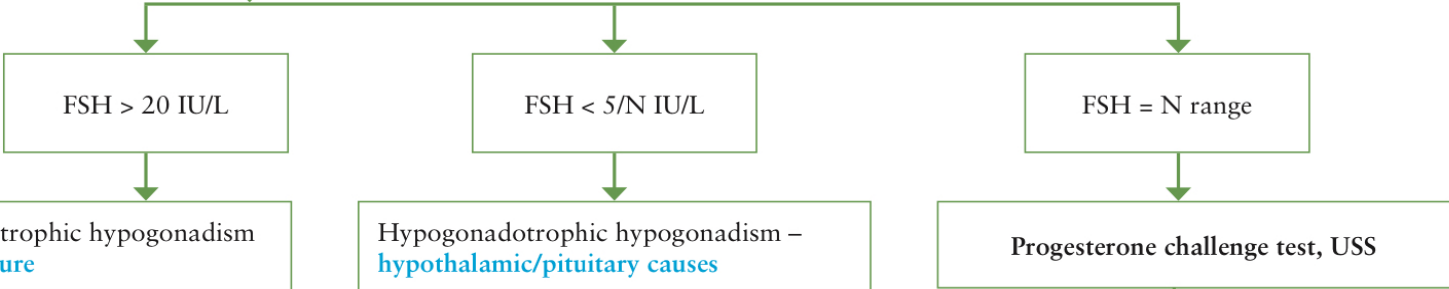 FSH > 20 IU/L
FSH < 5/N IU/L
FSH = N range
trophic hypogonadism
ure
Hypogonadotrophic hypogonadism –
hypothalamic/pituitary causes
Progesterone challenge test, USS